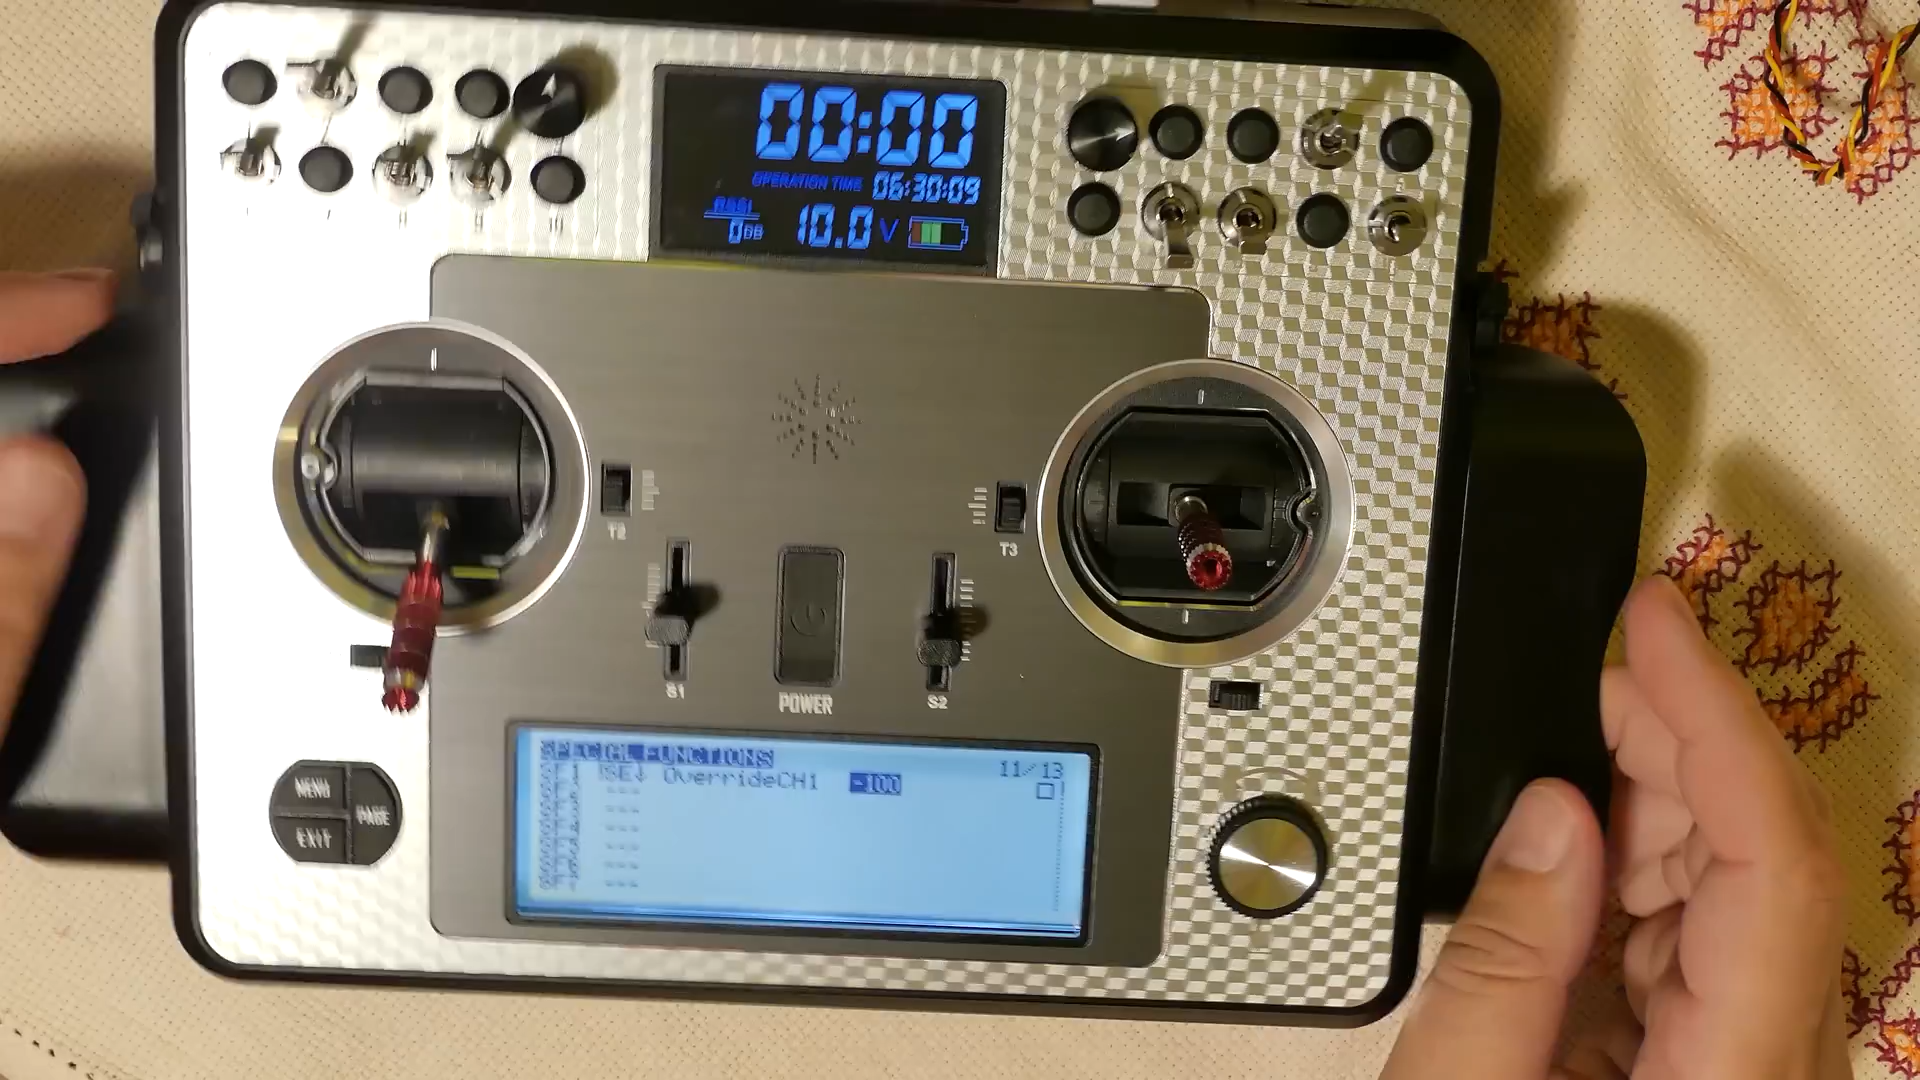 00:00
OPERATION TIME 06:30:09
RSSI
0DB 10.0V
T2
T3
S1
S2
POWER
MENU
PAGE
EXIT
SPECIAL FUNCTIONS
11/13
SE↓ OverrideCH1 -100
---
---
---
---
---
---